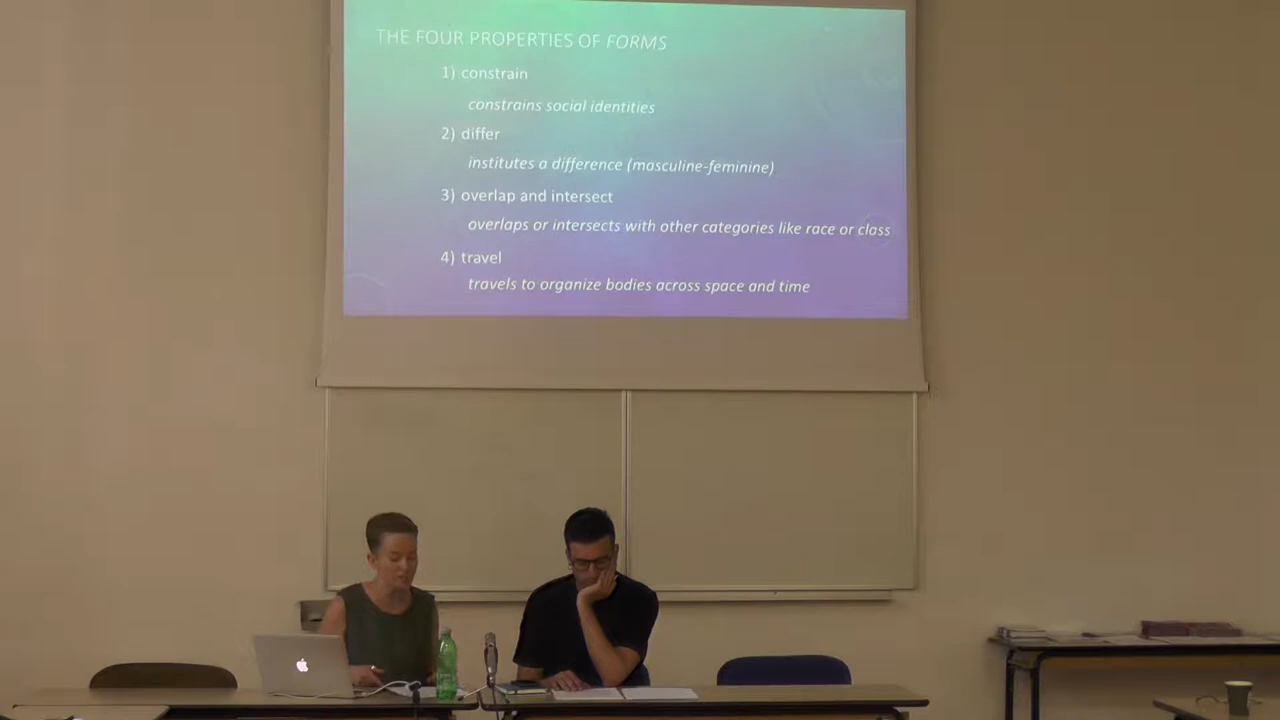 THE FOUR PROPERTIES OF FORMS
1) constrain
constrains social identities
2) differ
institutes a difference (masculine-feminine)
3) overlap and intersect
overlaps or intersects with other categories like race or class
4) travel
travels to organize bodies across space and time